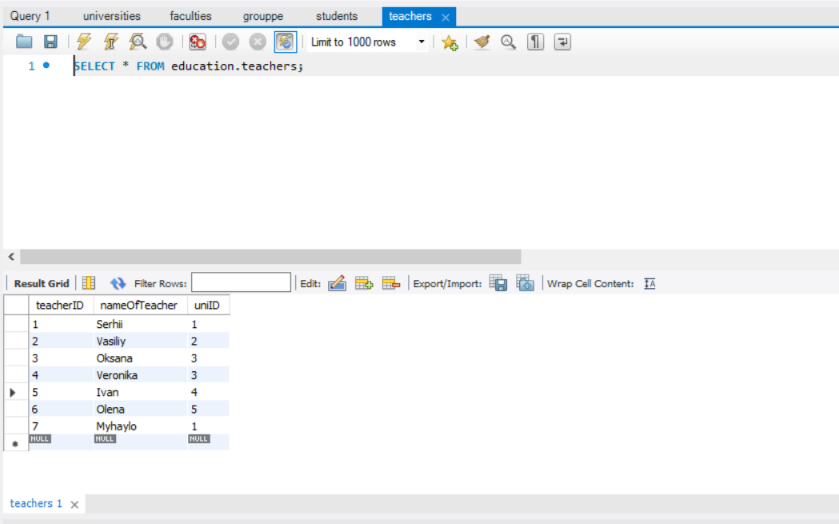 Query 1 universities faculties grouppe students teachers
Limit to 1000 rows
1 SELECT * FROM education.teachers;
Result Grid Filter Rows: Edit: Export/Import: Wrap Cell Content:
teacherID nameOfTeacher uniID
1 Serhii 1
2 Vasiliy 2
3 Oksana 3
4 Veronika 3
5 Ivan 4
6 Olena 5
7 Myhaylo 1
NULL NULL NULL
teachers 1